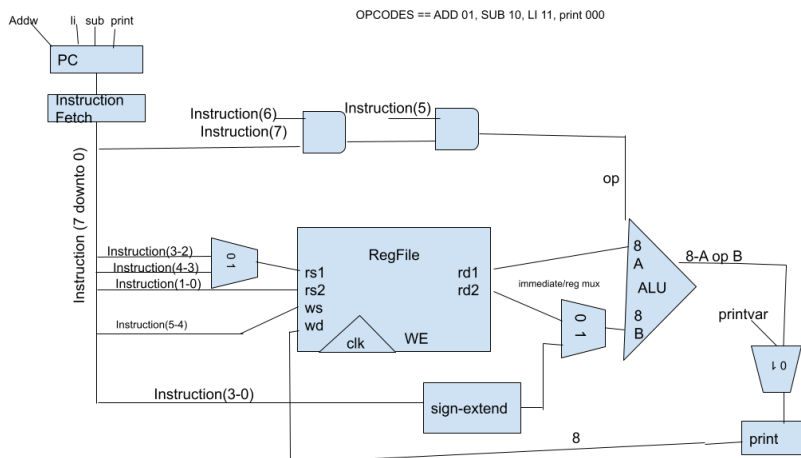 OPCODES == ADD 01, SUB 10, LI 11, print 000
Addw
li
sub
print
PC
Instruction
Fetch
Instruction(6)
Instruction(7)
Instruction(5)
op
Instruction (7 downto 0)
Instruction(3-2)
Instruction(4-3)
Instruction(1-0)
Instruction(5-4)
0 1
RegFile
rs1
rs2
ws
wd
rd1
rd2
clk
WE
immediate/reg mux
0 1
8
A
ALU
8
B
8-A op B
printvar
0 1
Instruction(3-0)
sign-extend
8
print